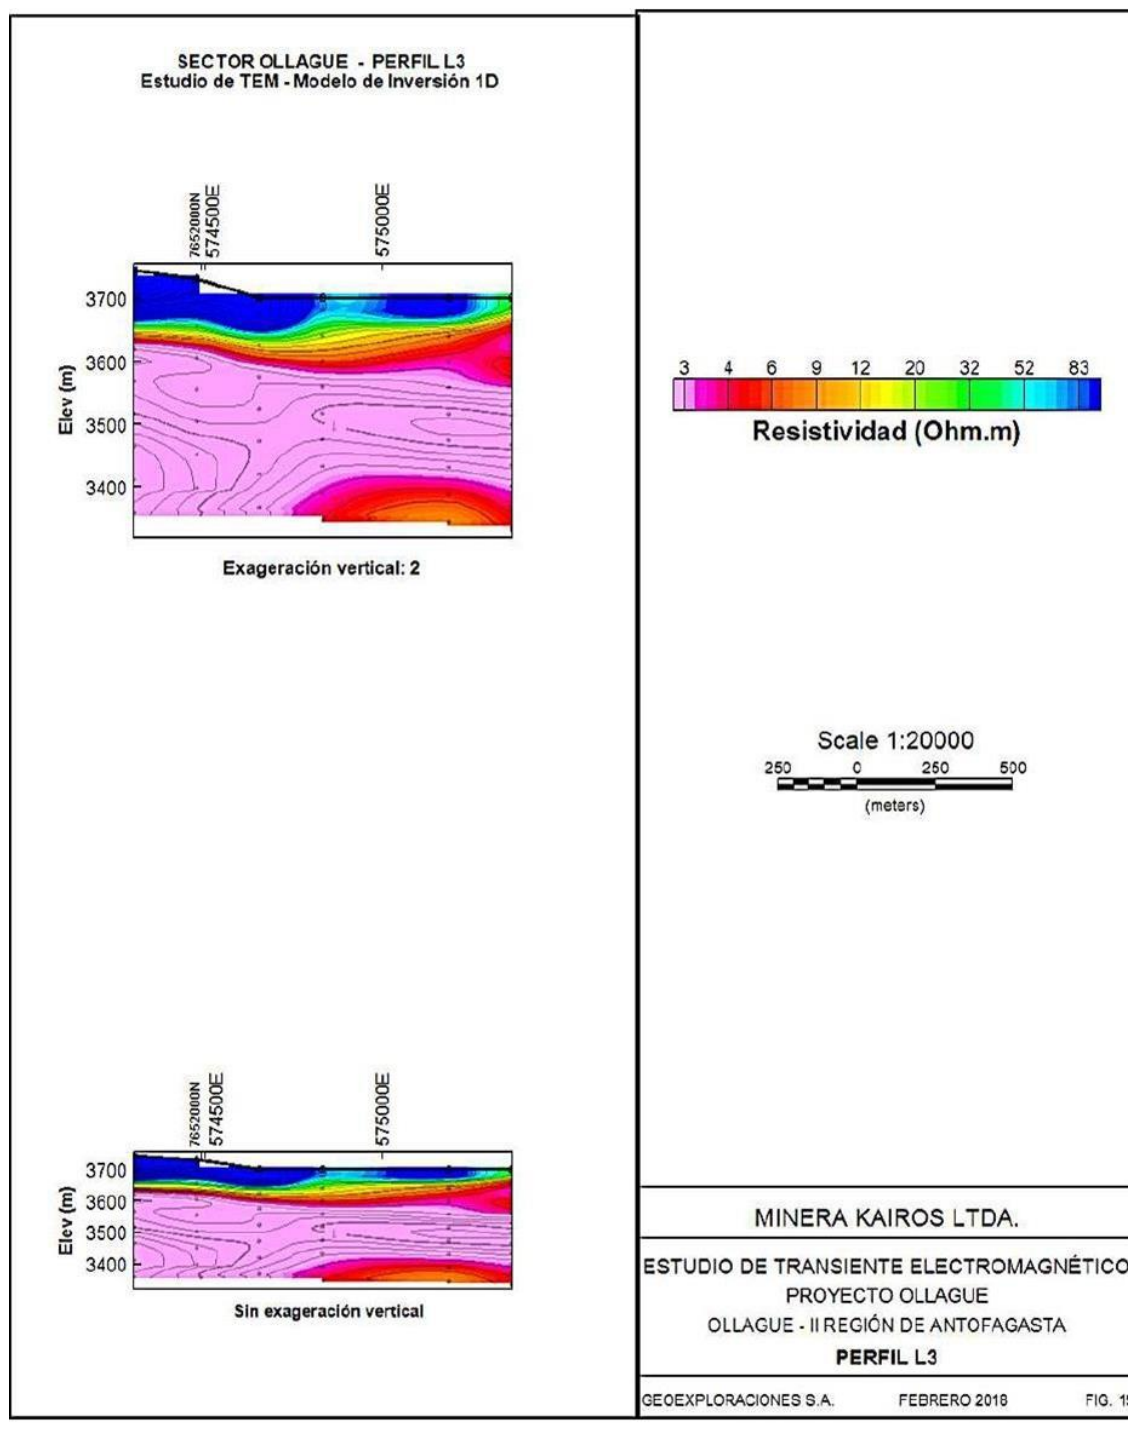 SECTOR OLLAGUE - PERFIL L3
Estudio de TEM - Modelo de Inversión 1D
7652000N
574500E
575000E
3700
3600
3500
3400
Elev (m)
Exageración vertical: 2
3 4 6 9 12 20 32 52 83
Resistividad (Ohm.m)
Scale 1:20000
250 0 250 500
(meters)
7652000N
574500E
575000E
3700
3600
3500
3400
Elev (m)
Sin exageración vertical
MINERA KAIROS LTDA.
ESTUDIO DE TRANSIENTE ELECTROMAGNÉTICO
PROYECTO OLLAGUE
OLLAGUE - II REGIÓN DE ANTOFAGASTA
PERFIL L3
GEOEXPLORACIONES S.A. FEBRERO 2018 FIG.